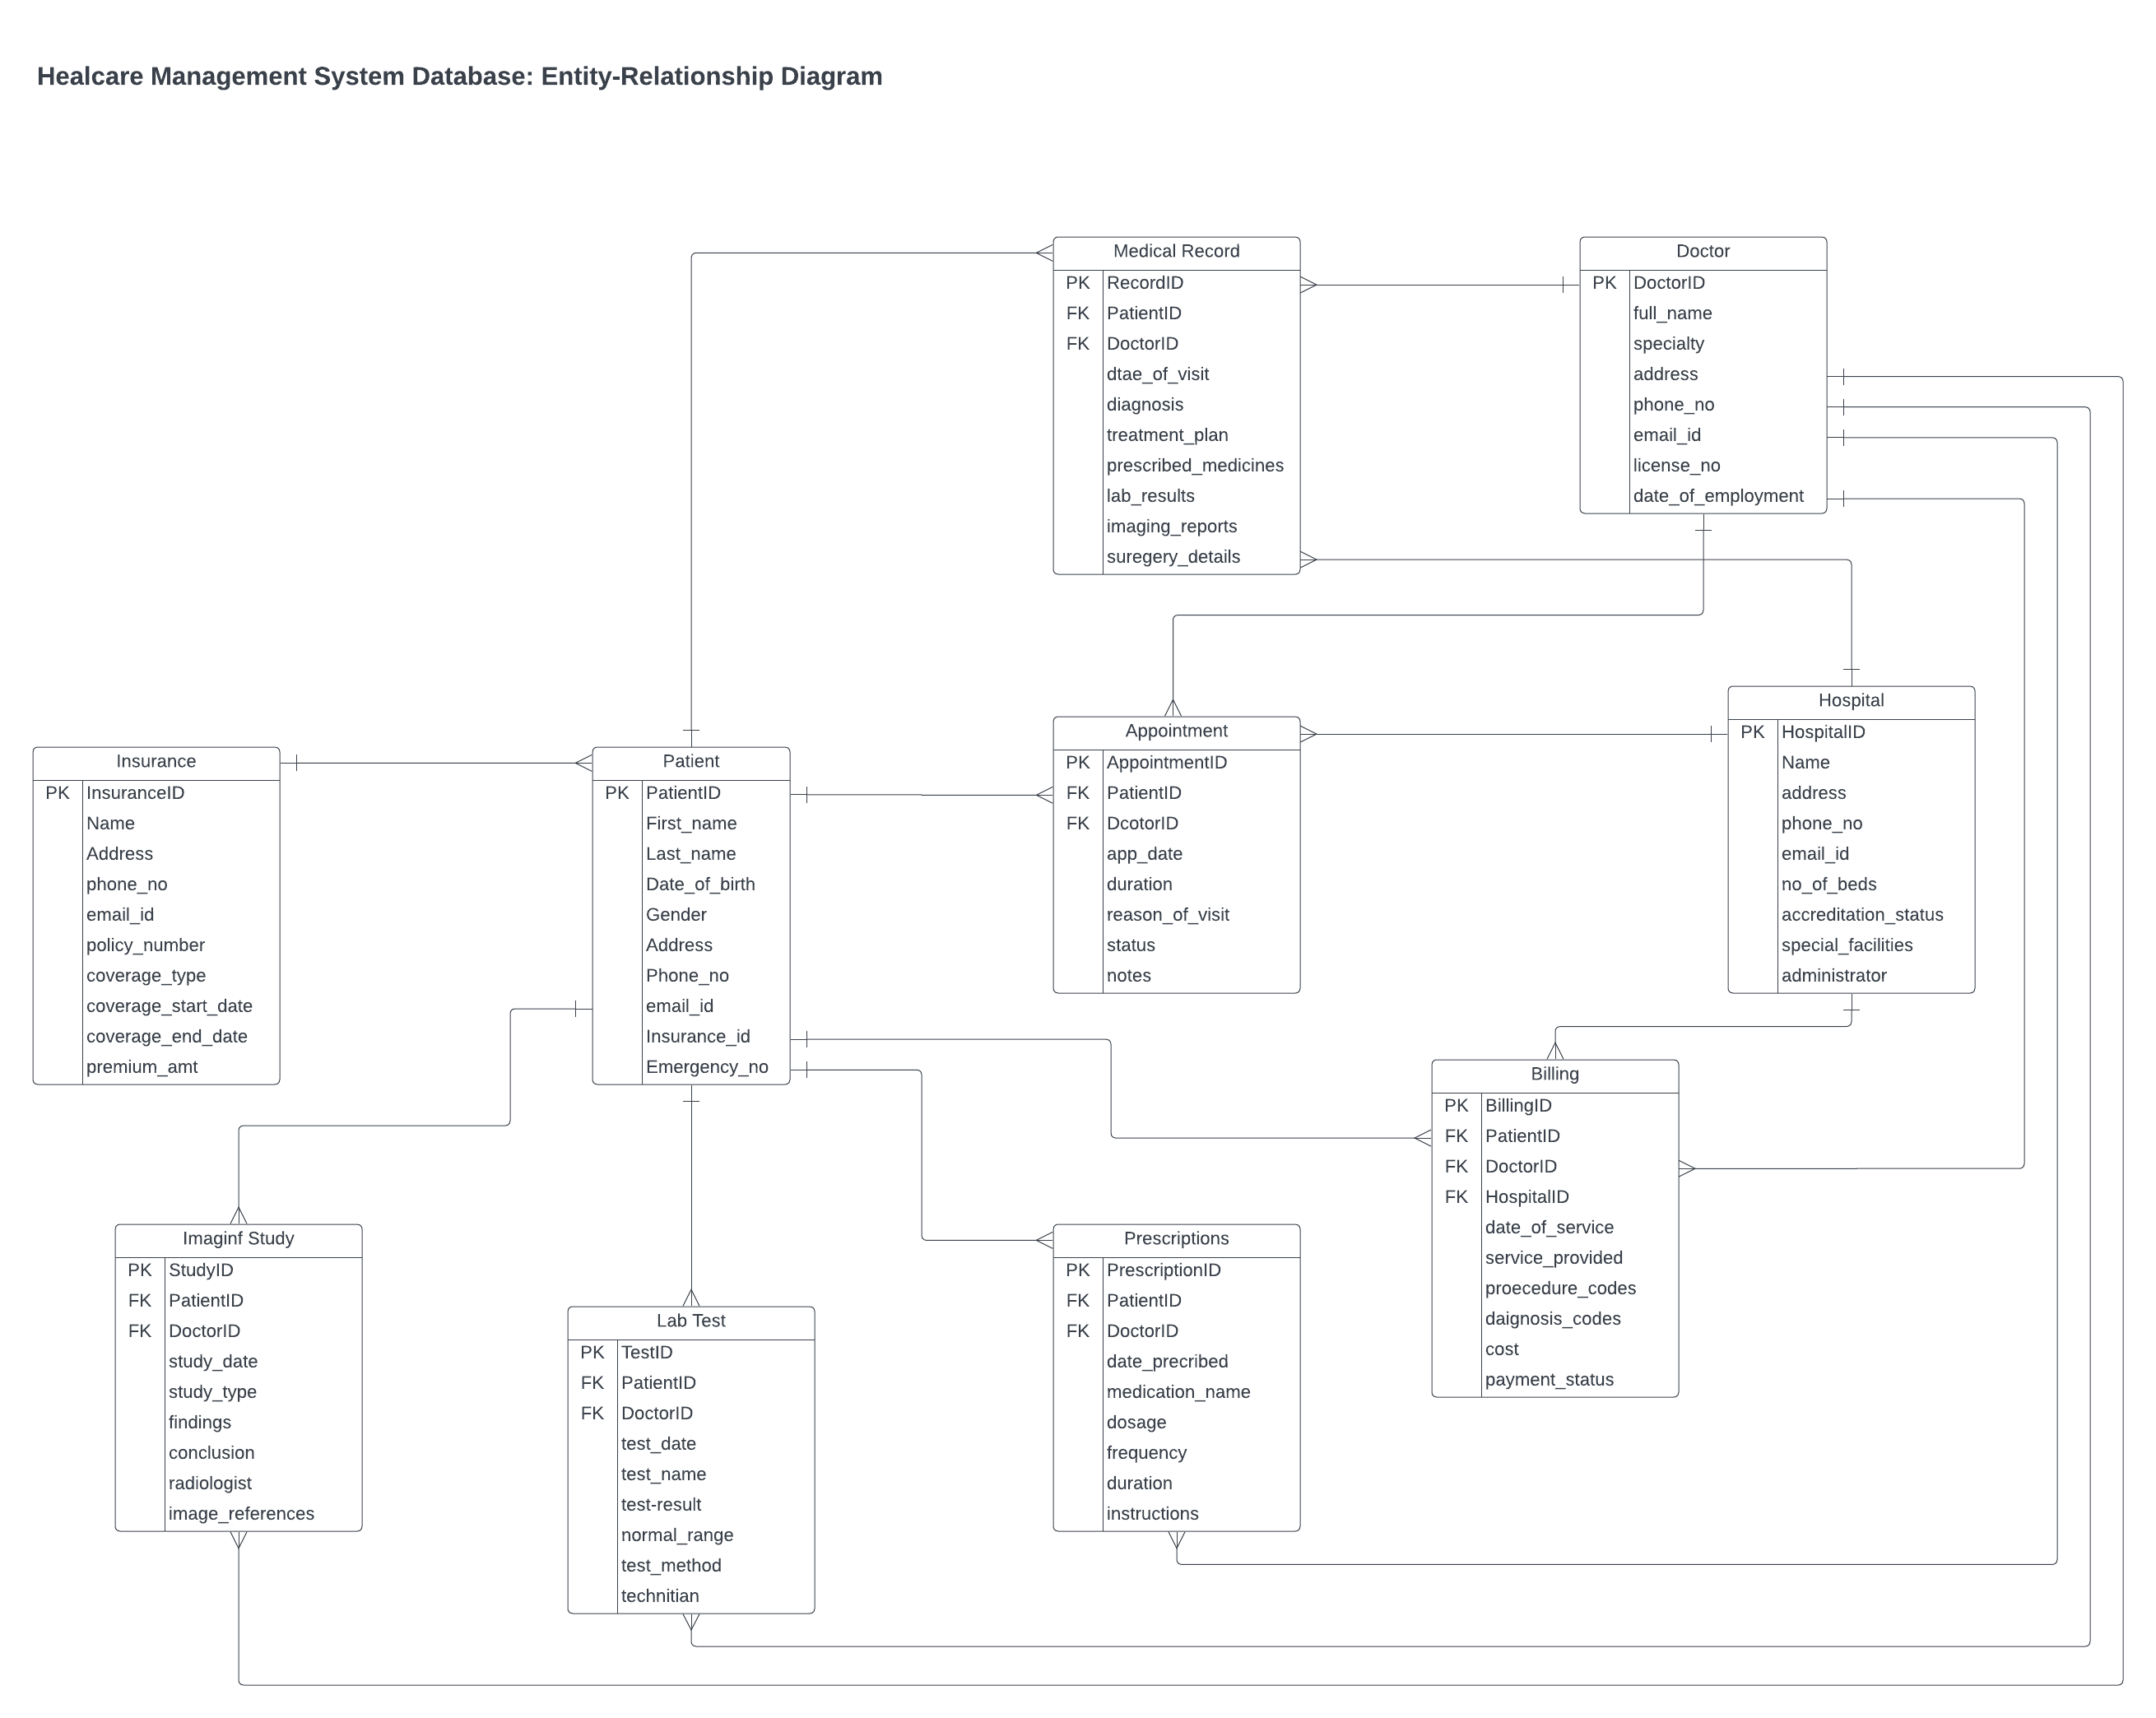 Healcare Management System Database: Entity-Relationship Diagram
Medical Record
PK RecordID
FK PatientID
FK DoctorID
dtae_of_visit
diagnosis
treatment_plan
prescribed_medicines
lab_results
imaging_reports
suregery_details
Doctor
PK DoctorID
full_name
specialty
address
phone_no
email_id
license_no
date_of_employment
Insurance
PK InsuranceID
Name
Address
phone_no
email_id
policy_number
coverage_type
coverage_start_date
coverage_end_date
premium_amt
Patient
PK PatientID
First_name
Last_name
Date_of_birth
Gender
Address
Phone_no
email_id
Insurance_id
Emergency_no
Appointment
PK AppointmentID
FK PatientID
FK DcotorID
app_date
duration
reason_of_visit
status
notes
Hospital
PK HospitalID
Name
address
phone_no
email_id
no_of_beds
accreditation_status
special_facilities
administrator
Billing
PK BillingID
FK PatientID
FK DoctorID
FK HospitalID
date_of_service
service_provided
proecedure_codes
daignosis_codes
cost
payment_status
Imaginf Study
PK StudyID
FK PatientID
FK DoctorID
study_date
study_type
findings
conclusion
radiologist
image_references
Lab Test
PK TestID
FK PatientID
FK DoctorID
test_date
test_name
test-result
normal_range
test_method
technitian
Prescriptions
PK PrescriptionID
FK PatientID
FK DoctorID
date_precribed
medication_name
dosage
frequency
duration
instructions